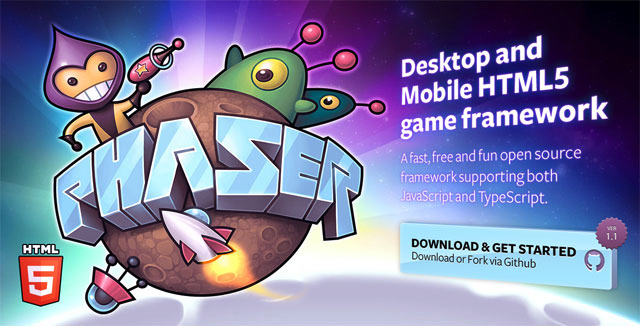 PHASER
HTML
5
Desktop and
Mobile HTML5
game framework
A fast, free and fun open source
framework supporting both
JavaScript and TypeScript.
VER
1.1
DOWNLOAD & GET STARTED
Download or Fork via Github